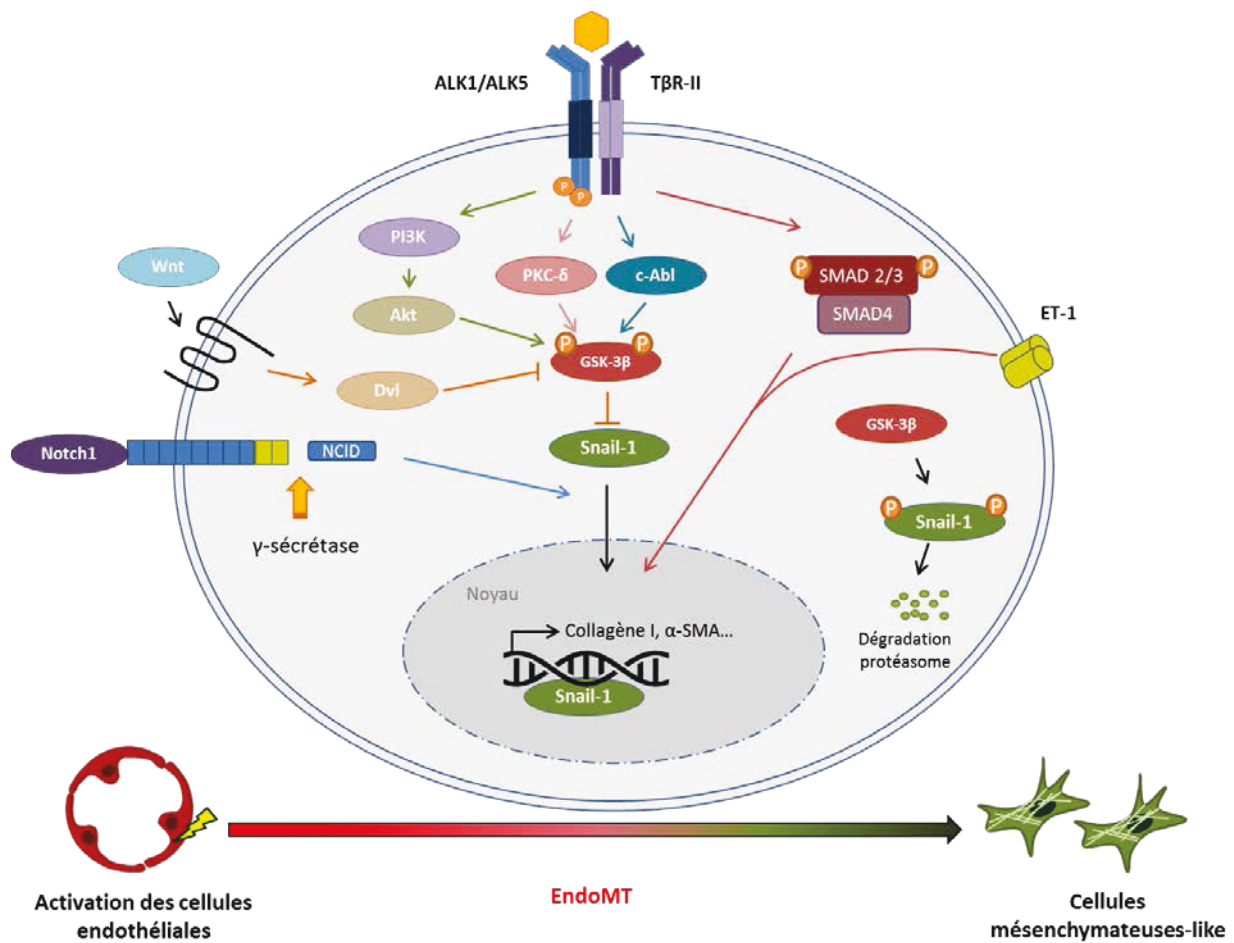 ALK1/ALK5
TβR-II
P
P
PI3K
Wnt
PKC-δ
c-Abl
P
SMAD 2/3
P
SMAD4
Akt
ET-1
P
P
GSK-3β
Dvl
GSK-3β
Notch1
NCID
Snail-1
P
P
Snail-1
γ-sécrétase
Noyau
Collagène I, α-SMA...
Dégradation
protéasome
Snail-1
EndoMT
Activation des cellules
endothéliales
Cellules
mésenchymateuses-like